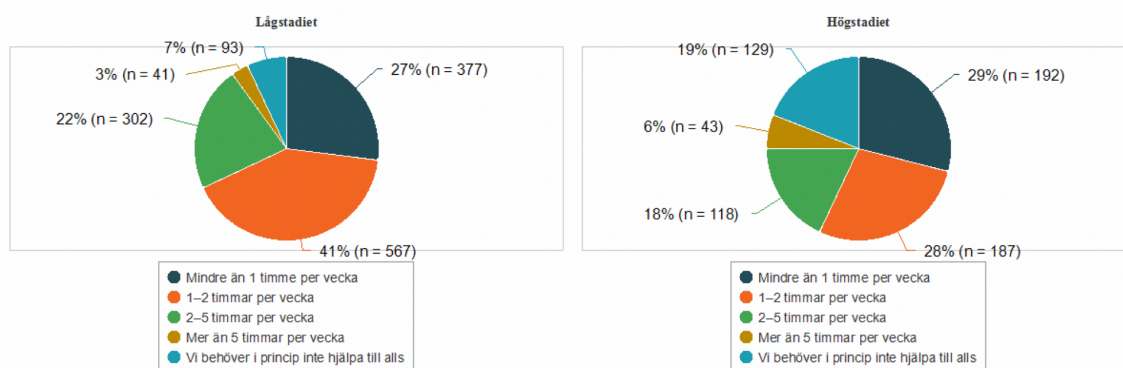 Lågstadiet
7% (n = 93)
3% (n = 41)
27% (n = 377)
22% (n = 302)
41% (n = 567)
Mindre än 1 timme per vecka
1–2 timmar per vecka
2–5 timmar per vecka
Mer än 5 timmar per vecka
Vi behöver i princip inte hjälpa till alls
Högstadiet
19% (n = 129)
29% (n = 192)
6% (n = 43)
18% (n = 118)
28% (n = 187)
Mindre än 1 timme per vecka
1–2 timmar per vecka
2–5 timmar per vecka
Mer än 5 timmar per vecka
Vi behöver i princip inte hjälpa till alls